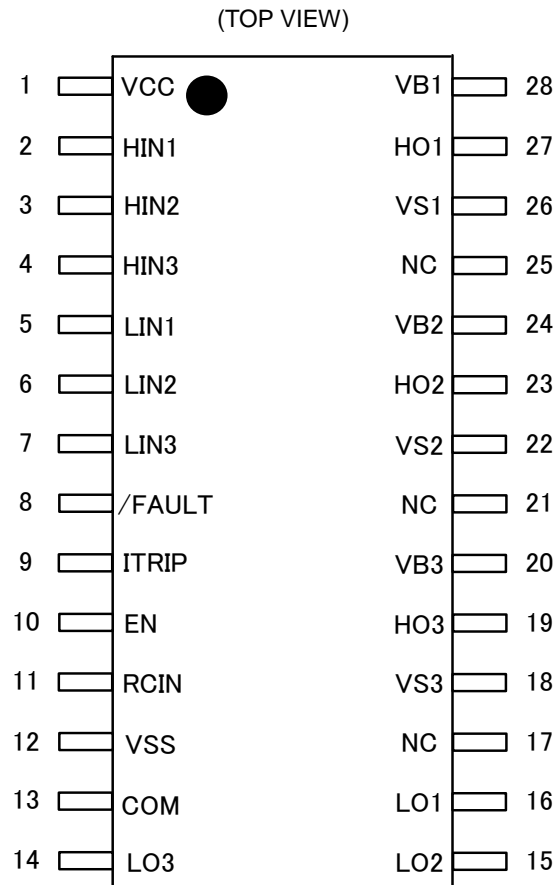 (TOP VIEW)
1 VCC VB1 28
2 HIN1 HO1 27
3 HIN2 VS1 26
4 HIN3 NC 25
5 LIN1 VB2 24
6 LIN2 HO2 23
7 LIN3 VS2 22
8 /FAULT NC 21
9 ITRIP VB3 20
10 EN HO3 19
11 RCIN VS3 18
12 VSS NC 17
13 COM LO1 16
14 LO3 LO2 15